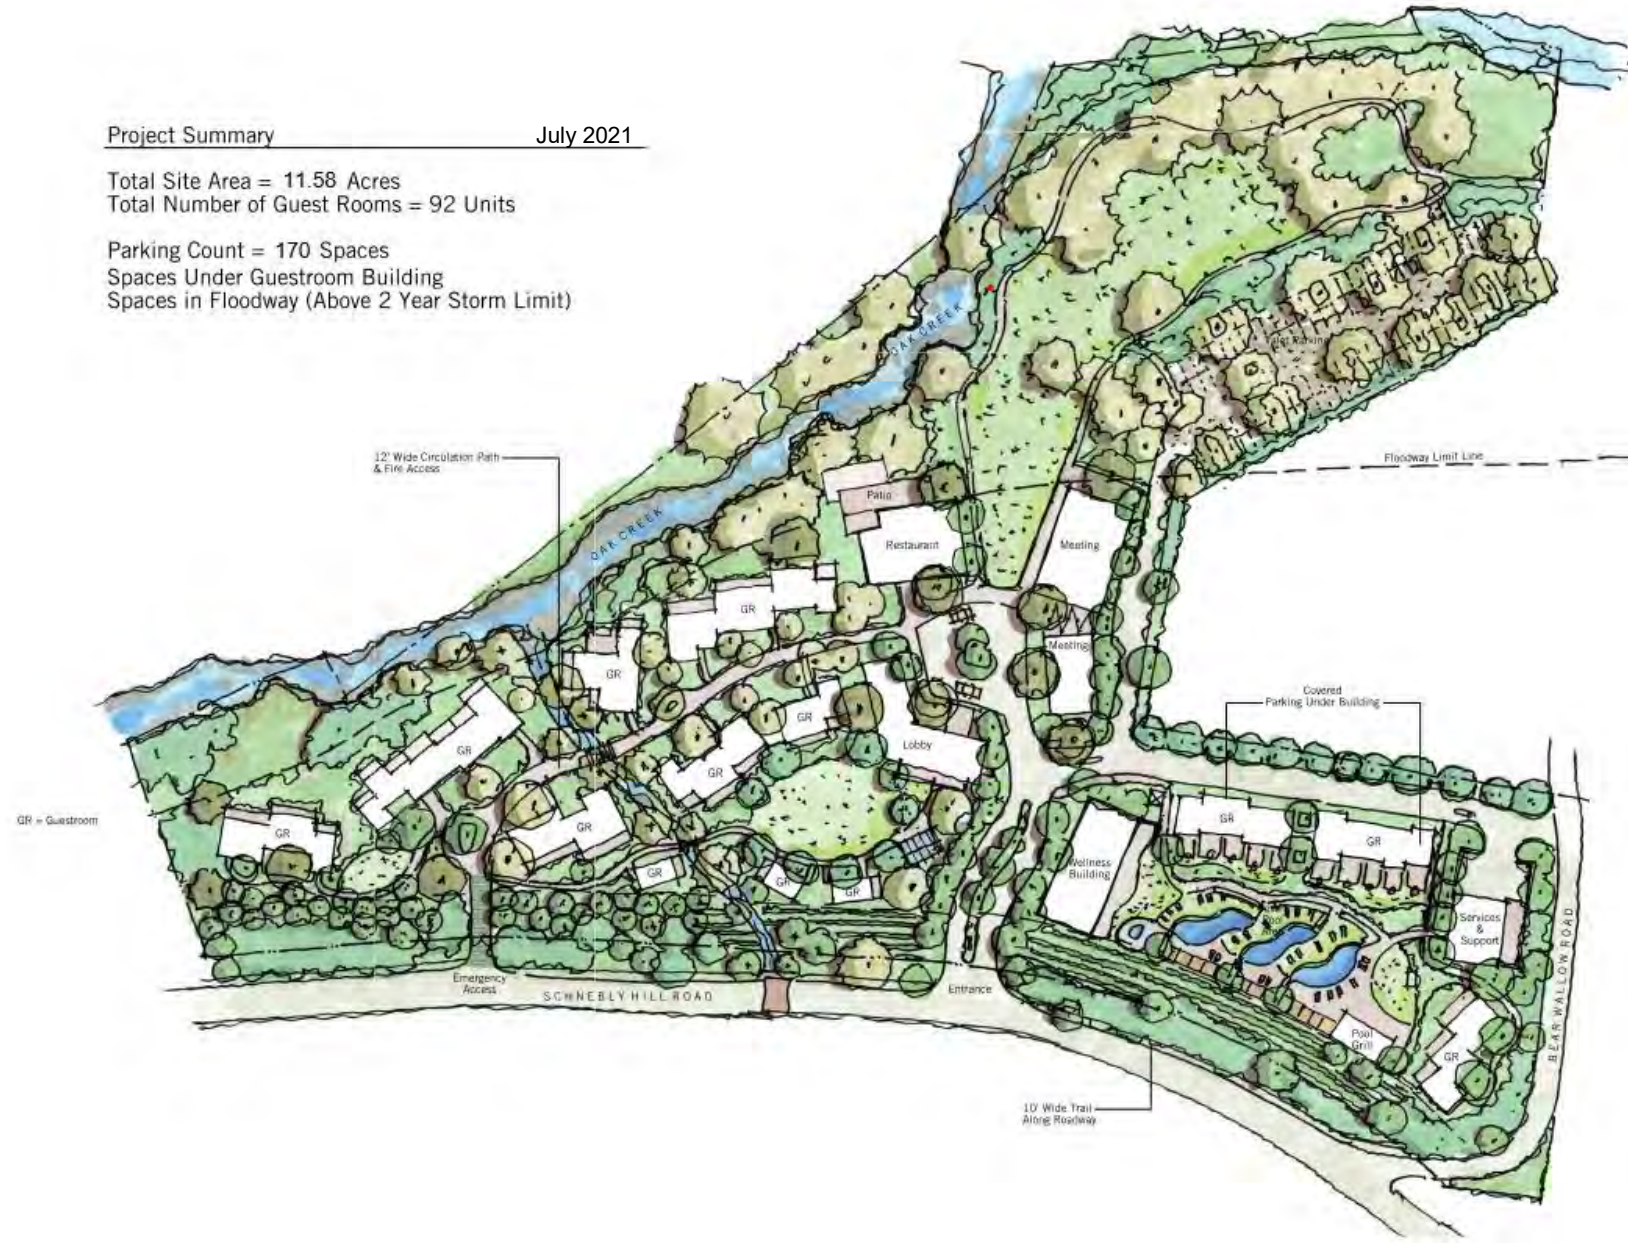 Project Summary July 2021
Total Site Area = 11.58 Acres
Total Number of Guest Rooms = 92 Units
Parking Count = 170 Spaces
Spaces Under Guestroom Building
Spaces in Floodway (Above 2 Year Storm Limit)
OAK CREEK
Valet Parking
12' Wide Circulation Path
& Fire Access
Floodway Limit Line
Patio
OAK CREEK
Restaurant
Meeting
GR
Meeting
GR
Covered
Parking Under Building
GR
Lobby
GR
GR
GR = Guestroom
GR
GR
GR
GR
Wellness
Building
GR
GR
GR
Services
&
Support
Pool
Area
Emergency
Access
SCHNEBLY HILL ROAD
Entrance
BEAR WALLOW ROAD
Pool
Grill
GR
10' Wide Trail
Along Roadway